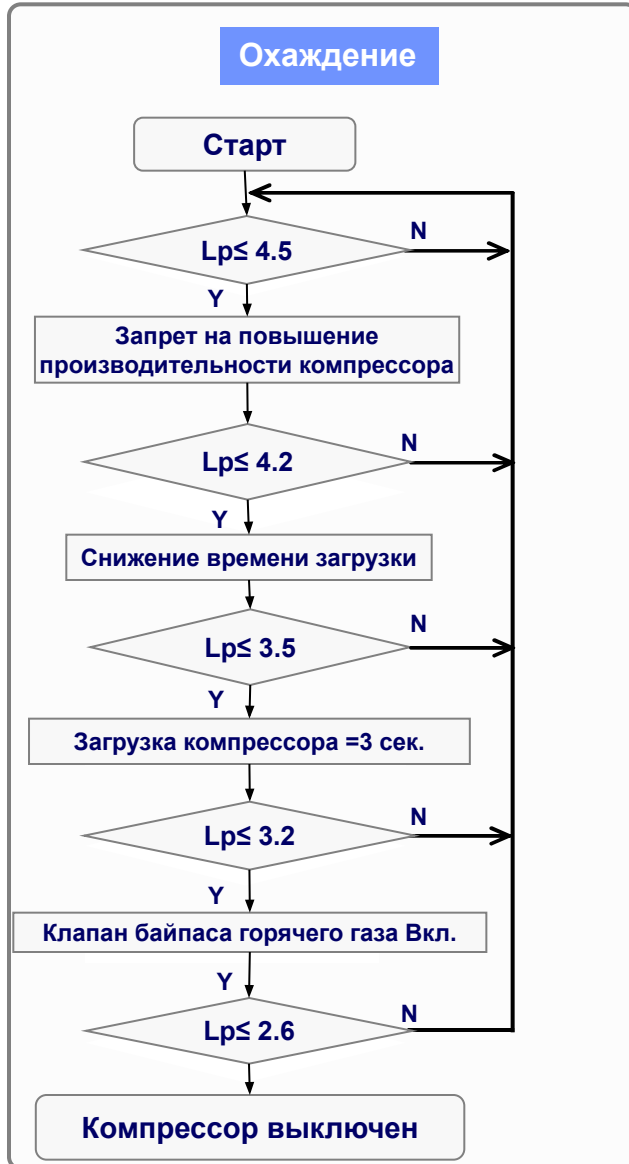 Охаждение
Старт
Lp≤ 4.5
N
Y
Запрет на повышение
производительности компрессора
Lp≤ 4.2
N
Y
Снижение времени загрузки
Lp≤ 3.5
N
Y
Загрузка компрессора =3 сек.
Lp≤ 3.2
N
Y
Клапан байпаса горячего газа Вкл.
Y
Lp≤ 2.6
N
Компрессор выключен